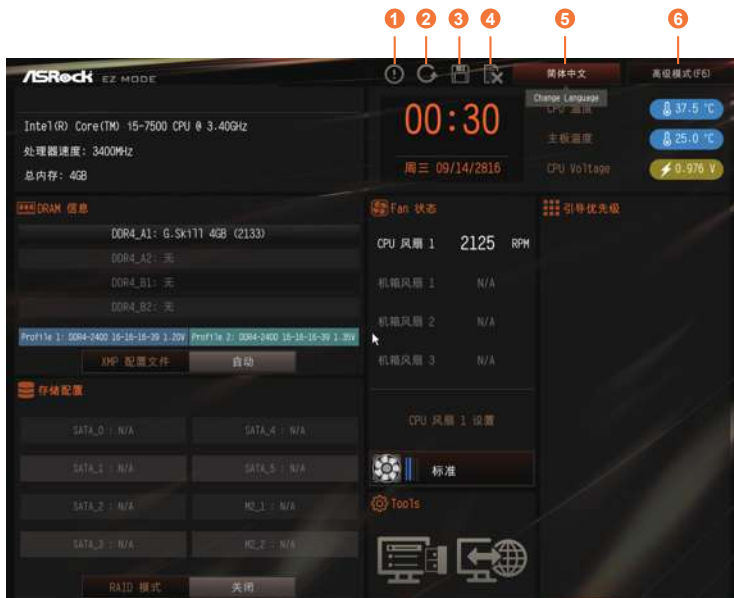 1 2 3 4 5 6
ASRock EZ MODE
简体中文
高级模式(F6)
Change Language
Intel(R) Core(TM) i5-7500 CPU @ 3.40GHz
处理器速度: 3400MHz
总内存: 4GB
00:30
周三 09/14/2816
CPU 温度 37.5 °C
主板温度 25.0 °C
CPU Voltage 0.976 V
DRAM 信息
DDR4_A1: G.Skill 4GB (2133)
DDR4_A2: 无
DDR4_B1: 无
DDR4_B2: 无
Profile 1: DDR4-2400 16-16-16-39 1.20V Profile 2: DDR4-2400 16-16-16-39 1.35V
XMP 配置文件 自动
存储配置
SATA_0 : N/A SATA_4 : N/A
SATA_1 : N/A SATA_5 : N/A
SATA_2 : N/A M2_1 : N/A
SATA_3 : N/A M2_2 : N/A
RAID 模式 关闭
Fan 状态
CPU 风扇 1 2125 RPM
机箱风扇 1 N/A
机箱风扇 2 N/A
机箱风扇 3 N/A
CPU 风扇 1 设置
标准
Tools
引导优先级